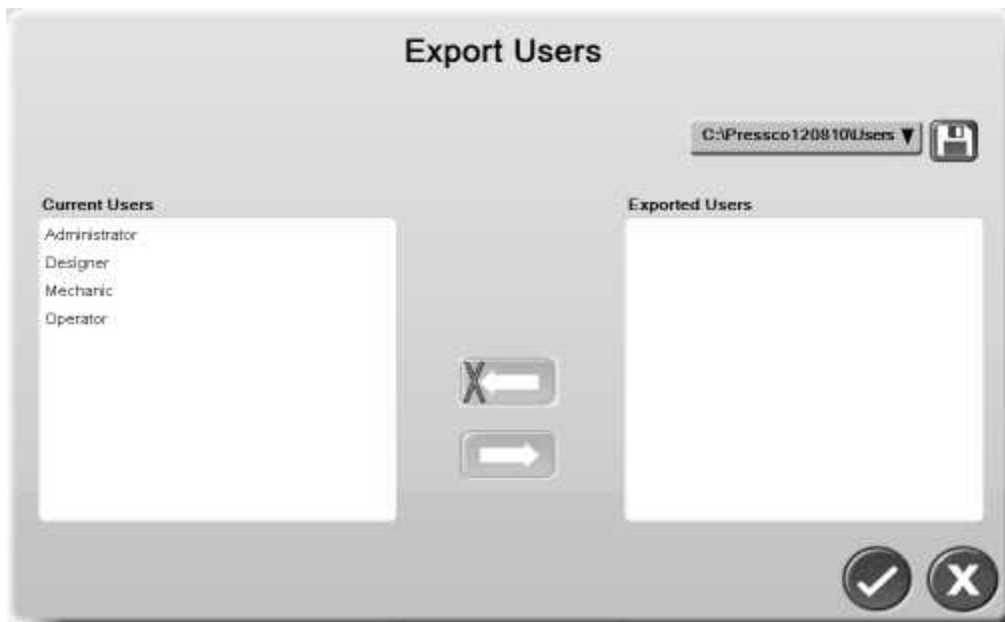 Export Users
C:\Pressco120810\Users
Current Users
Exported Users
Administrator
Designer
Mechanic
Operator